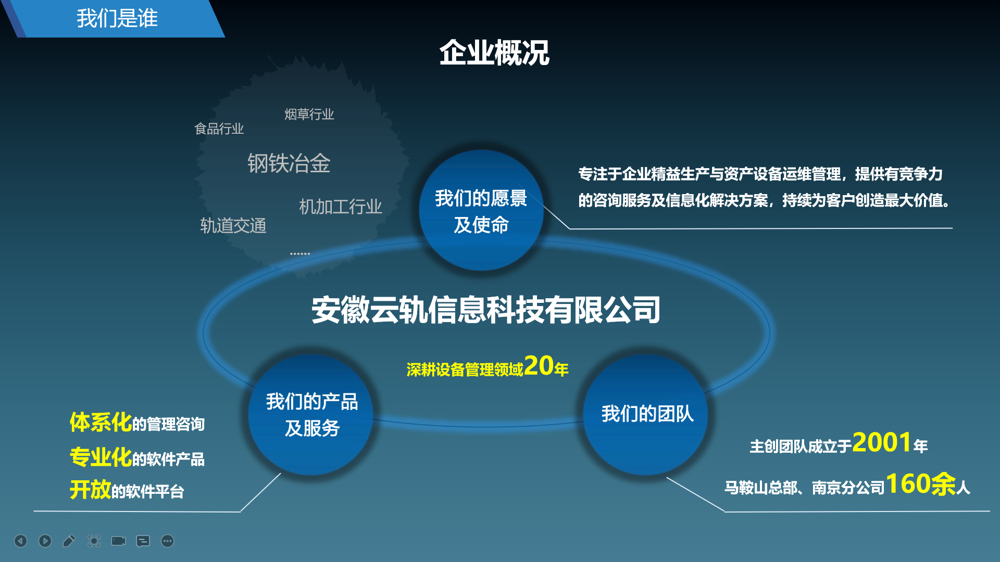 我们是谁
企业概况
烟草行业
食品行业
钢铁冶金
机加工行业
轨道交通
······
我们的愿景
及使命
专注于企业精益生产与资产设备运维管理，提供有竞争力
的咨询服务及信息化解决方案，持续为客户创造最大价值。
安徽云轨信息科技有限公司
深耕设备管理领域20年
我们的产品
及服务
体系化的管理咨询
专业化的软件产品
开放的软件平台
我们的团队
主创团队成立于2001年
马鞍山总部、南京分公司160余人